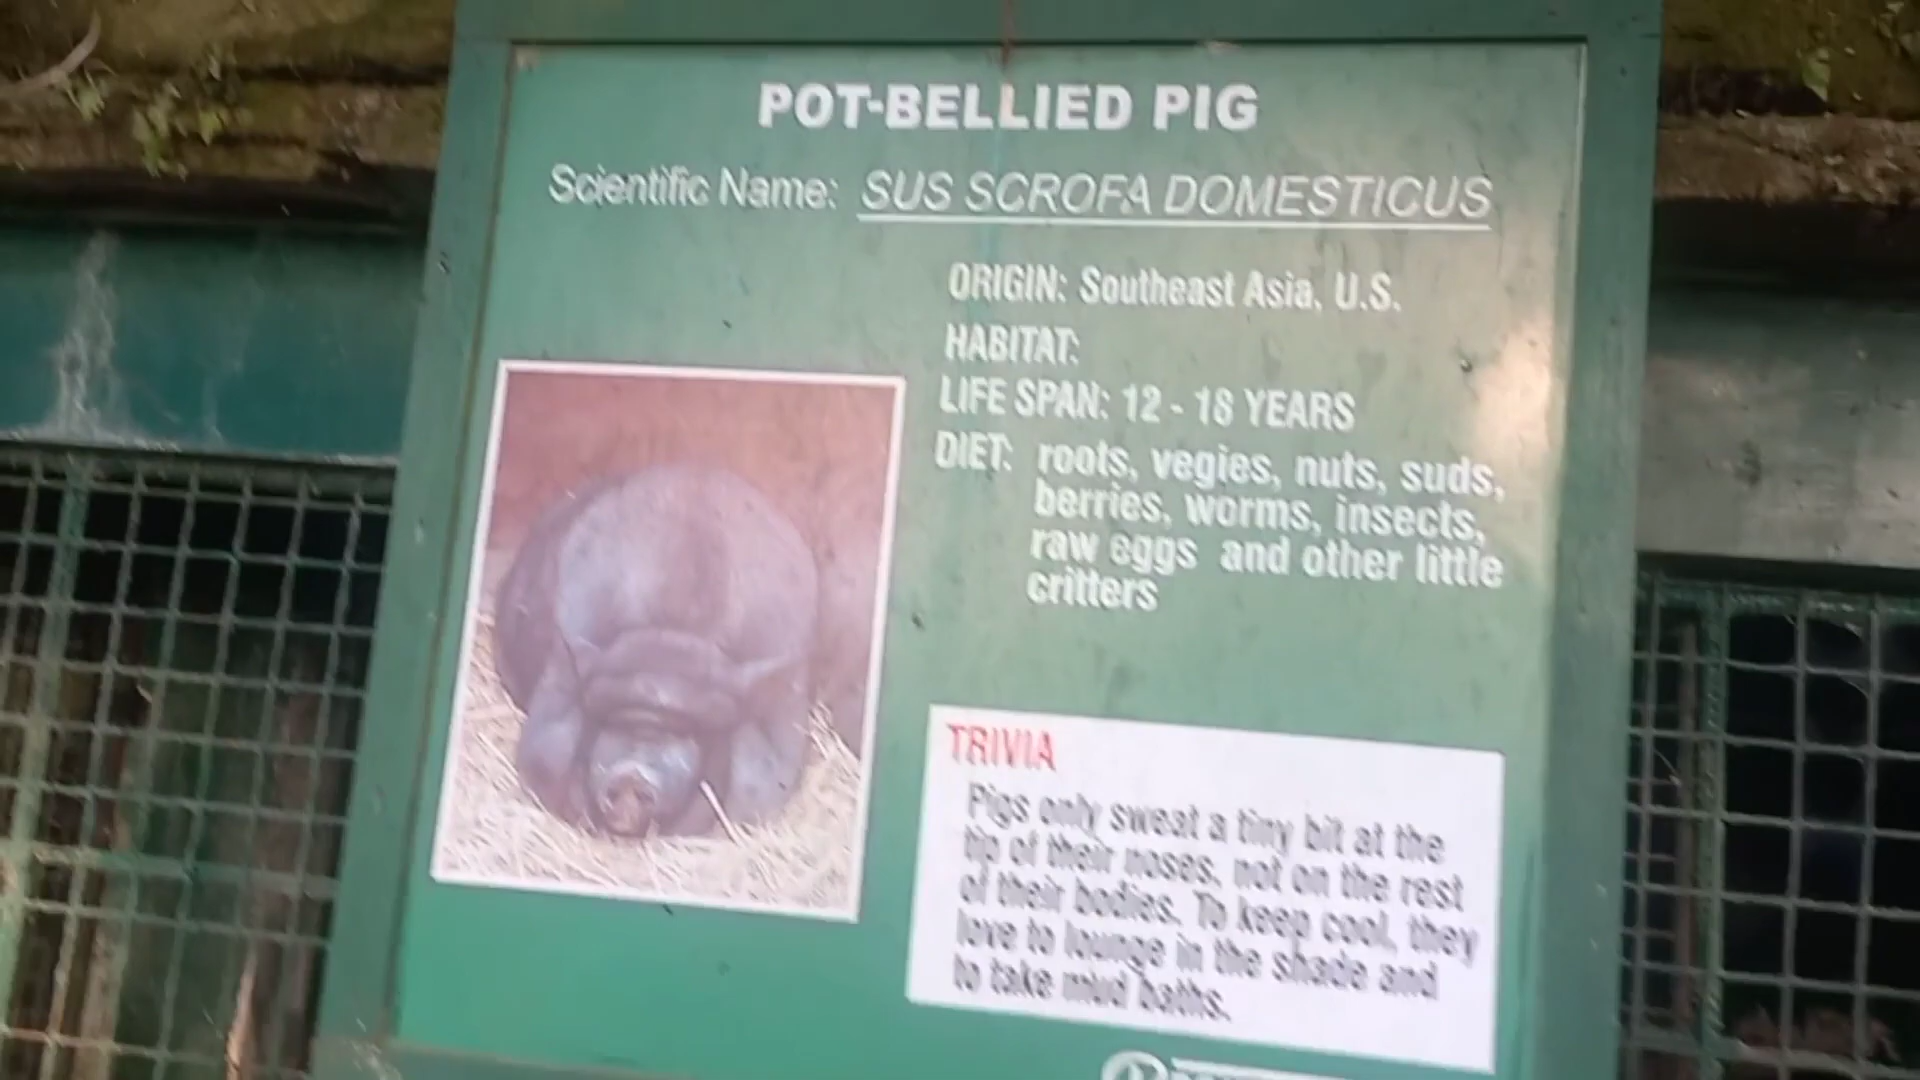 POT-BELLIED PIG
Scientific Name: SUS SCROFA DOMESTICUS
ORIGIN: Southeast Asia, U.S.
HABITAT:
LIFE SPAN: 12 - 18 YEARS
DIET: roots, vegies, nuts, suds,
berries, worms, insects,
raw eggs and other little
critters
TRIVIA
Pigs only sweat a tiny bit at the
tip of their noses, not on the rest
of their bodies. To keep cool, they
love to lounge in the shade and
to take mud baths.